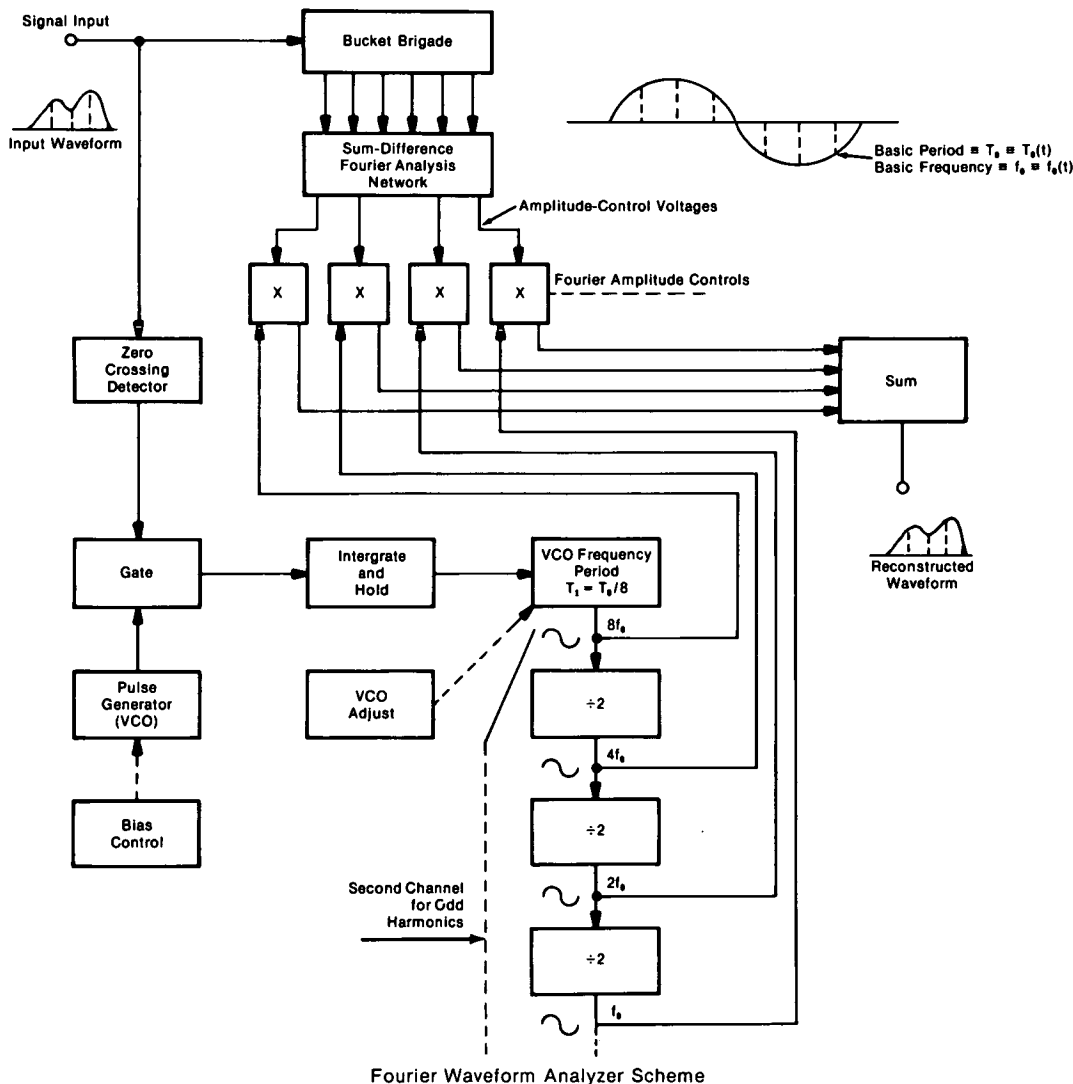 Signal Input
Bucket Brigade
Input Waveform
Sum-Difference
Fourier Analysis
Network
Basic Period ≡ T₀ ≡ T₀(t)
Basic Frequency ≡ f₀ ≡ f₀(t)
Amplitude-Control Voltages
X
X
X
X
Fourier Amplitude Controls
Zero
Crossing
Detector
Sum
Gate
Intergrate
and
Hold
VCO Frequency
Period
T₁ = T₀/8
Reconstructed
Waveform
8f₀
Pulse
Generator
(VCO)
VCO
Adjust
÷2
4f₀
Bias
Control
÷2
Second Channel
for Odd
Harmonics
2f₀
÷2
f₀
Fourier Waveform Analyzer Scheme